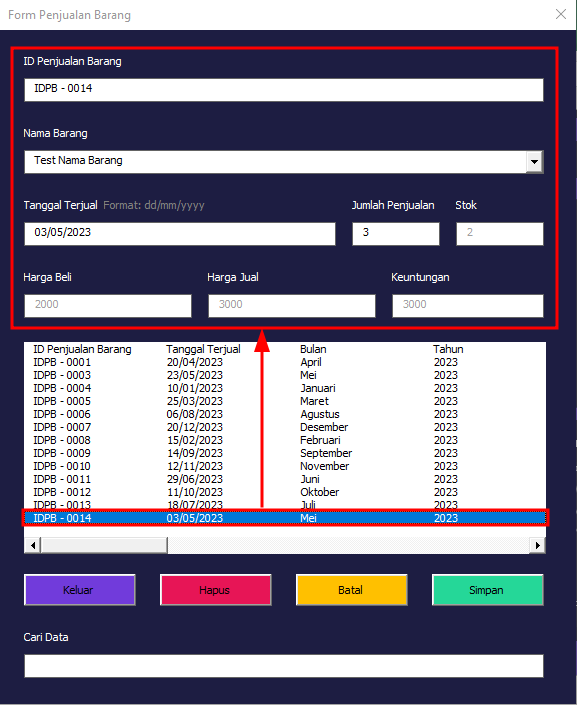 Form Penjualan Barang
ID Penjualan Barang
IDPB - 0014
Nama Barang
Test Nama Barang
Tanggal Terjual Format: dd/mm/yyyy Jumlah Penjualan Stok
03/05/2023 3 2
Harga Beli Harga Jual Keuntungan
2000 3000 3000
ID Penjualan Barang Tanggal Terjual Bulan Tahun
IDPB - 0001 20/04/2023 April 2023
IDPB - 0003 23/05/2023 Mei 2023
IDPB - 0004 10/01/2023 Januari 2023
IDPB - 0005 25/03/2023 Maret 2023
IDPB - 0006 06/08/2023 Agustus 2023
IDPB - 0007 20/12/2023 Desember 2023
IDPB - 0008 15/02/2023 Februari 2023
IDPB - 0009 14/09/2023 September 2023
IDPB - 0010 12/11/2023 November 2023
IDPB - 0011 29/06/2023 Juni 2023
IDPB - 0012 11/10/2023 Oktober 2023
IDPB - 0013 18/07/2023 Juli 2023
IDPB - 0014 03/05/2023 Mei 2023
Keluar Hapus Batal Simpan
Cari Data